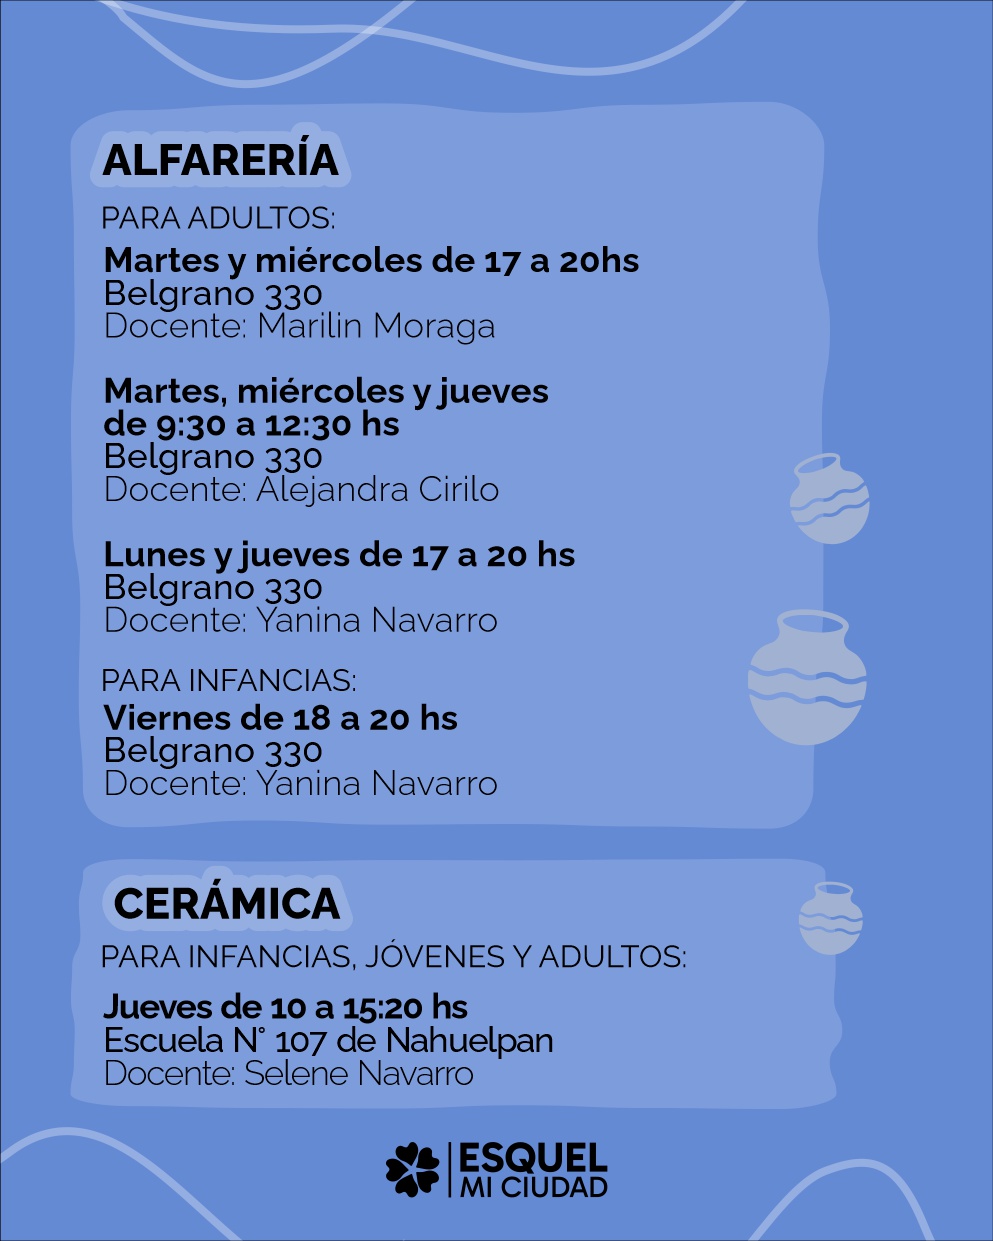 ALFARERÍA
PARA ADULTOS:
Martes y miércoles de 17 a 20hs
Belgrano 330
Docente: Marilin Moraga
Martes, miércoles y jueves
de 9:30 a 12:30 hs
Belgrano 330
Docente: Alejandra Cirilo
Lunes y jueves de 17 a 20 hs
Belgrano 330
Docente: Yanina Navarro
PARA INFANCIAS:
Viernes de 18 a 20 hs
Belgrano 330
Docente: Yanina Navarro
CERÁMICA
PARA INFANCIAS, JÓVENES Y ADULTOS:
Jueves de 10 a 15:20 hs
Escuela N° 107 de Nahuelpan
Docente: Selene Navarro
ESQUEL
MI CIUDAD